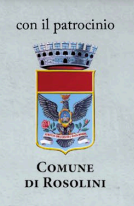 con il patrocinio
COMUNE
DI ROSOLINI